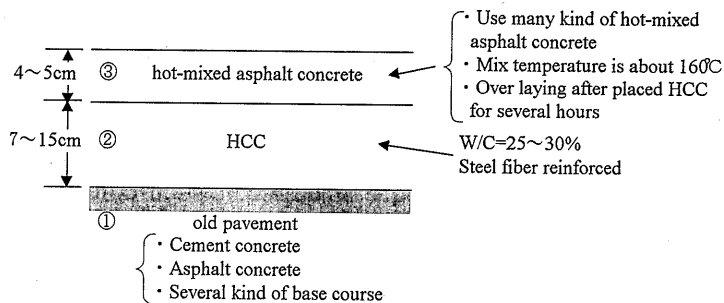 ・Use many kind of hot-mixed
asphalt concrete
・Mix temperature is about 160℃
・Over laying after placed HCC
for several hours
4～5cm ③ hot-mixed asphalt concrete
7～15cm ② HCC
W/C=25～30%
Steel fiber reinforced
① old pavement
・Cement concrete
・Asphalt concrete
・Several kind of base course